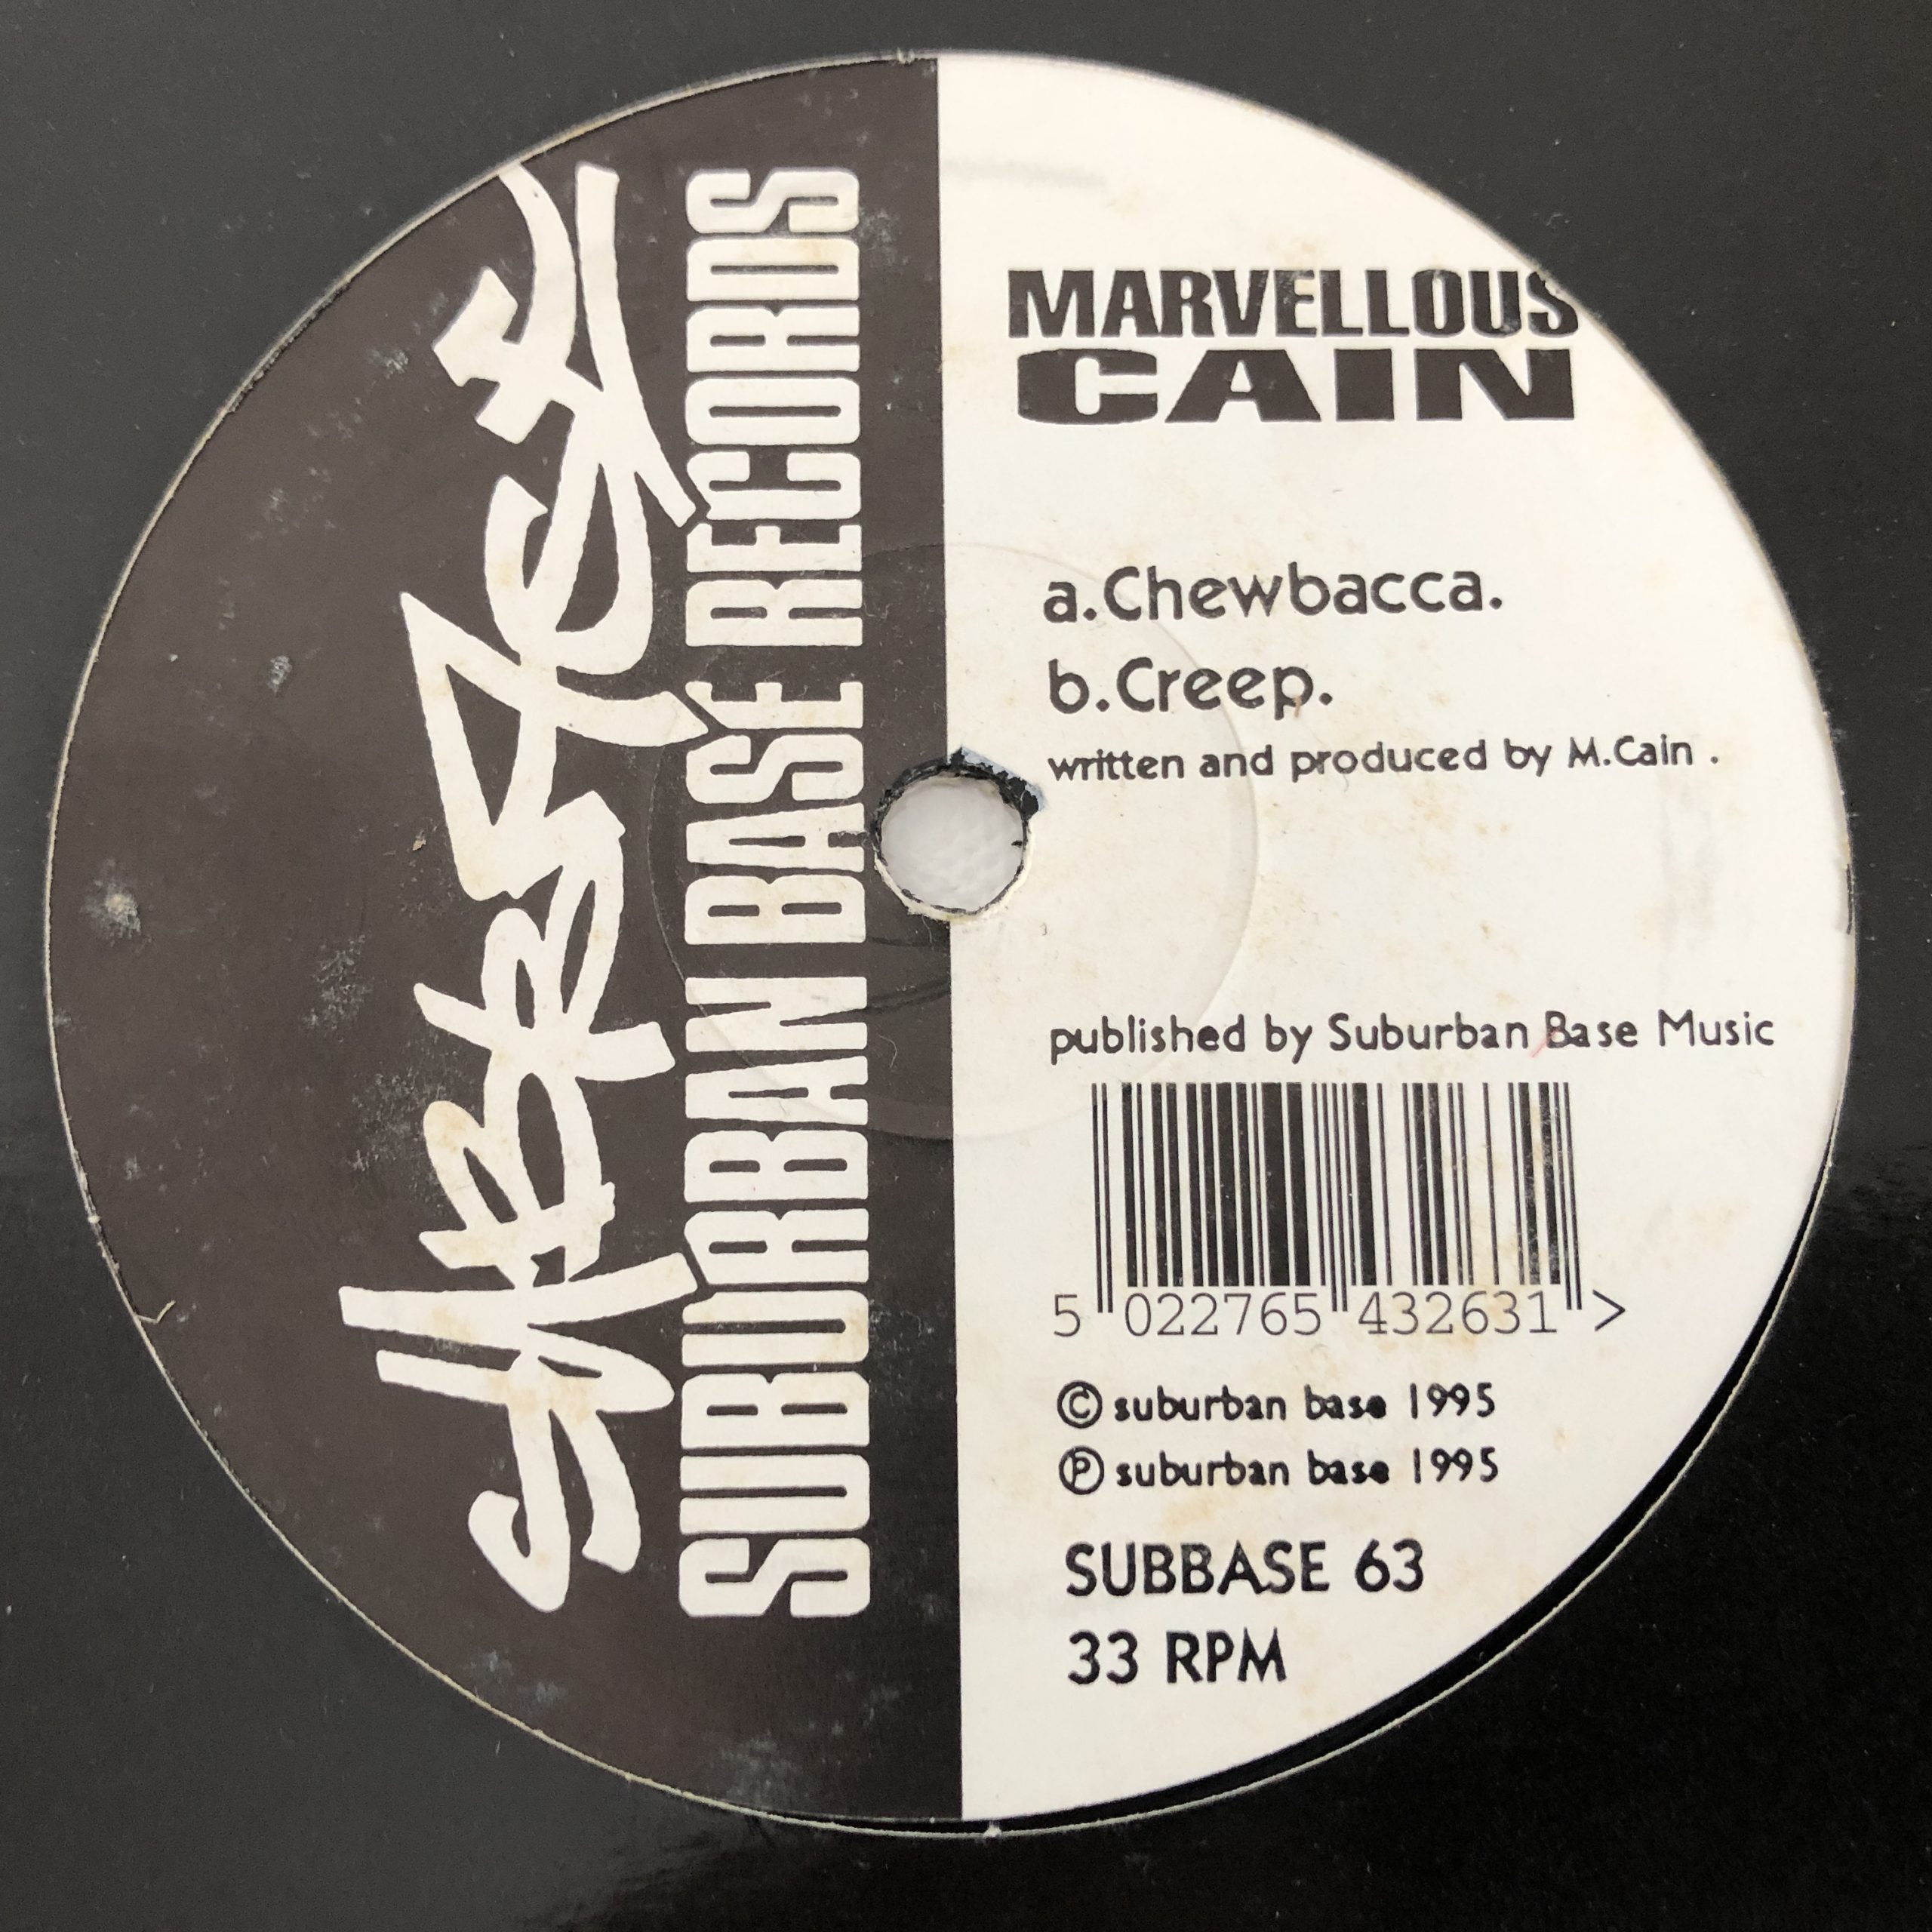 SUBURBAN BASE RECORDS
MARVELLOUS
CAIN
a.Chewbacca.
b.Creep.
written and produced by M.Cain .
published by Suburban Base Music
5 022765 432631 >
© suburban base 1995
℗ suburban base 1995
SUBBASE 63
33 RPM